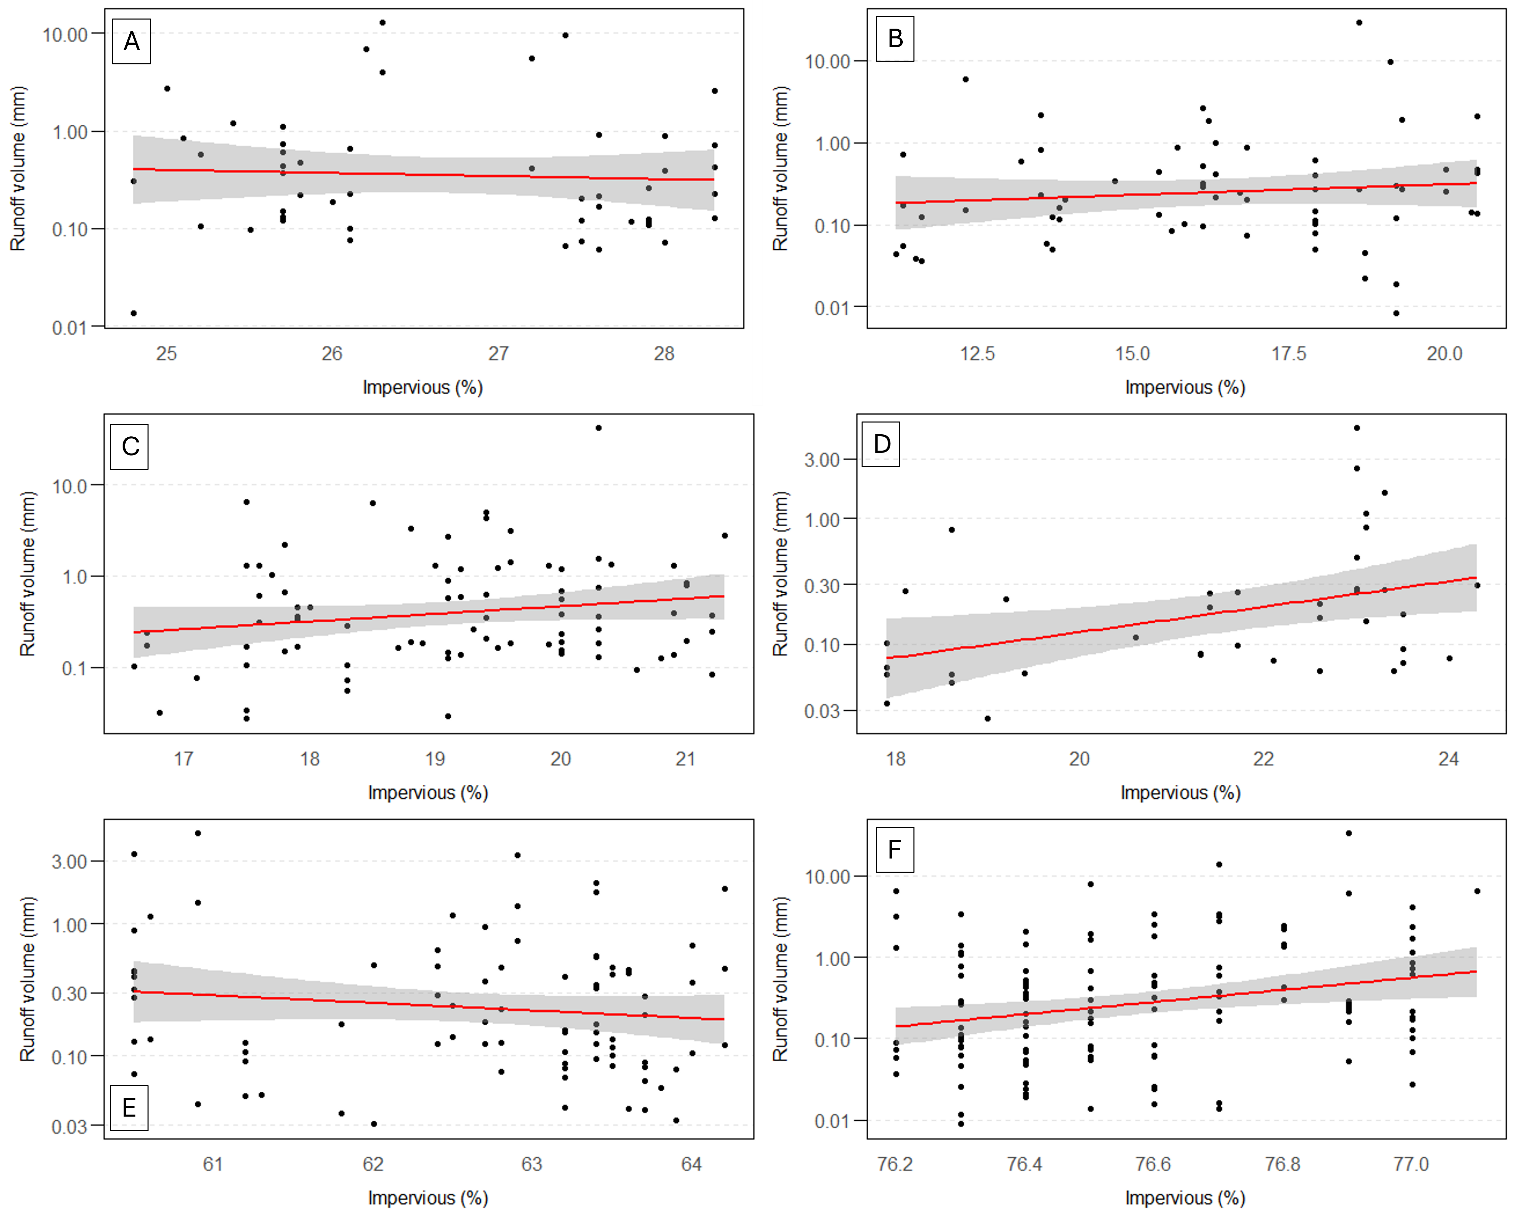 A
Runoff volume (mm)
10.00
1.00
0.10
0.01
25 26 27 28
Impervious (%)
B
Runoff volume (mm)
10.00
1.00
0.10
0.01
12.5 15.0 17.5 20.0
Impervious (%)
C
Runoff volume (mm)
10.0
1.0
0.1
17 18 19 20 21
Impervious (%)
D
Runoff volume (mm)
3.00
1.00
0.30
0.10
0.03
18 20 22 24
Impervious (%)
E
Runoff volume (mm)
3.00
1.00
0.30
0.10
0.03
61 62 63 64
Impervious (%)
F
Runoff volume (mm)
10.00
1.00
0.10
0.01
76.2 76.4 76.6 76.8 77.0
Impervious (%)